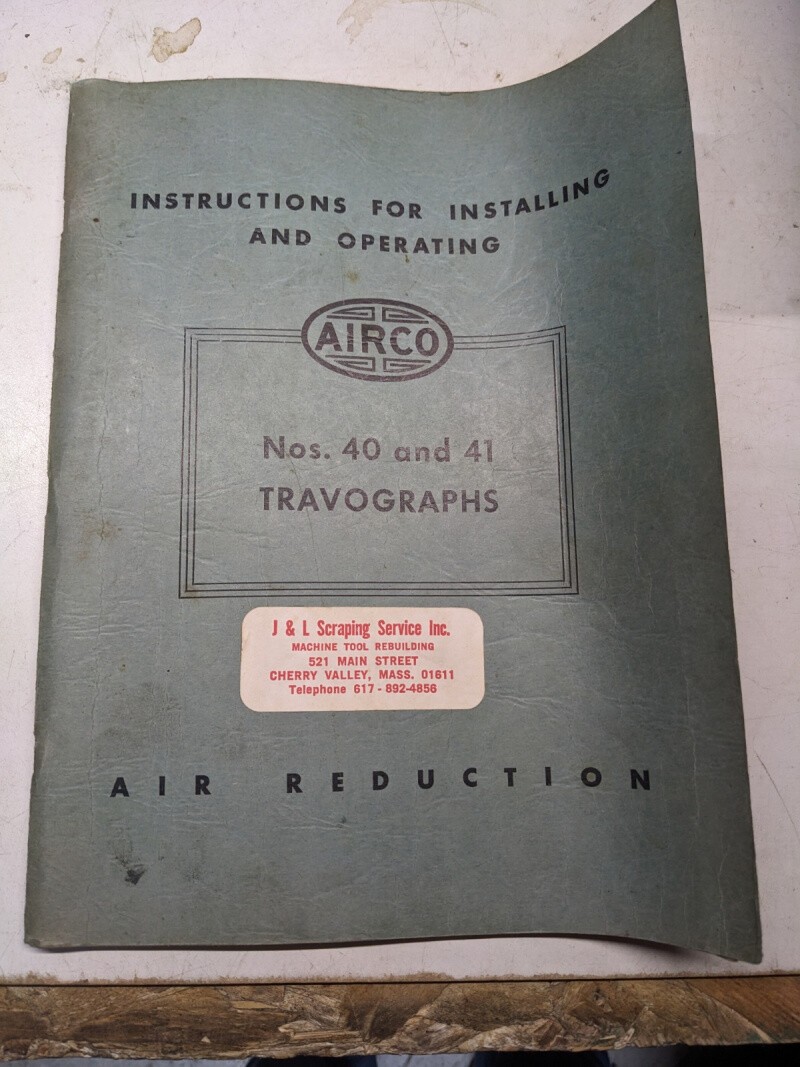 INSTRUCTIONS FOR INSTALLING
AND OPERATING
AIRCO
Nos. 40 and 41
TRAVOGRAPHS
J & L Scraping Service Inc.
MACHINE TOOL REBUILDING
521 MAIN STREET
CHERRY VALLEY, MASS. 01611
Telephone 617 - 892-4856
AIR REDUCTION